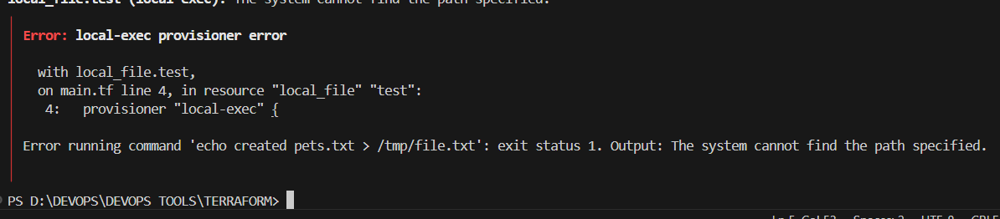 local_file.test (local-exec): The system cannot find the path specified.
Error: local-exec provisioner error
with local_file.test,
on main.tf line 4, in resource "local_file" "test":
4: provisioner "local-exec" {
Error running command 'echo created pets.txt > /tmp/file.txt': exit status 1. Output: The system cannot find the path specified.
PS D:\DEVOPS\DEVOPS TOOLS\TERRAFORM>